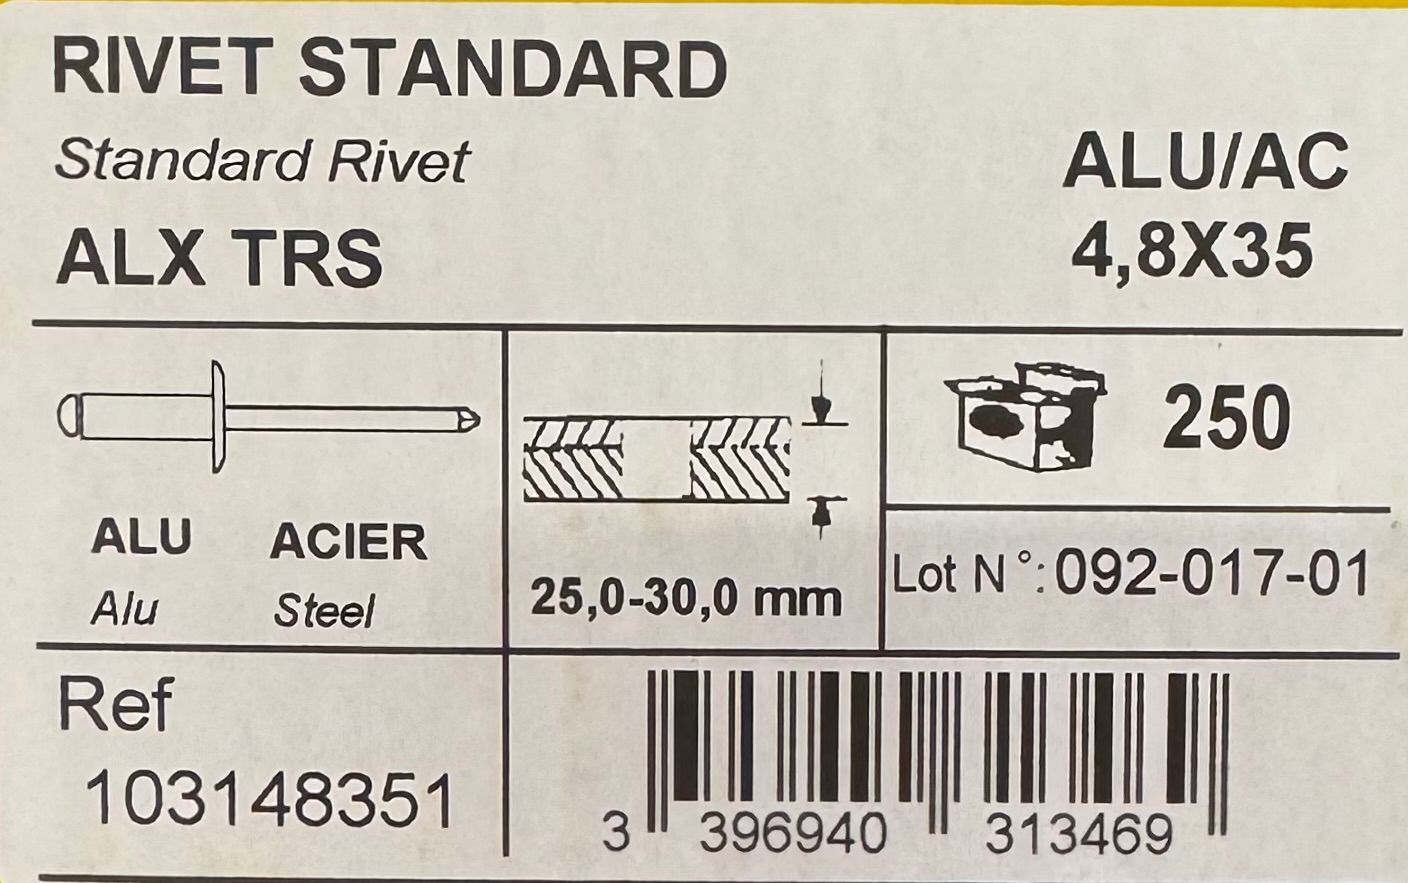 RIVET STANDARD
Standard Rivet
ALX TRS
ALU/AC
4,8X35
ALU ACIER
Alu Steel
25,0-30,0 mm
250
Lot N°: 092-017-01
Ref
103148351
3 396940 313469